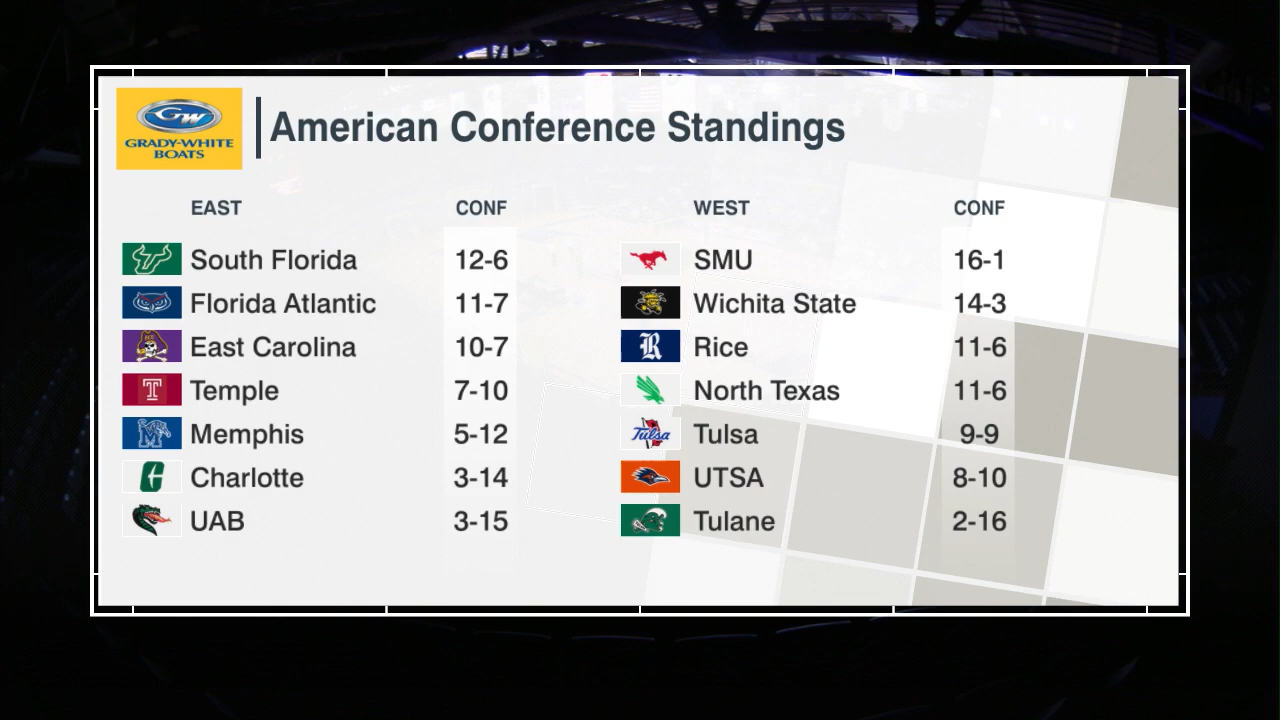 GW
GRADY-WHITE
BOATS
American Conference Standings
EAST CONF
South Florida 12-6
Florida Atlantic 11-7
East Carolina 10-7
Temple 7-10
Memphis 5-12
Charlotte 3-14
UAB 3-15
WEST CONF
SMU 16-1
Wichita State 14-3
Rice 11-6
North Texas 11-6
Tulsa Tulsa 9-9
UTSA 8-10
Tulane 2-16